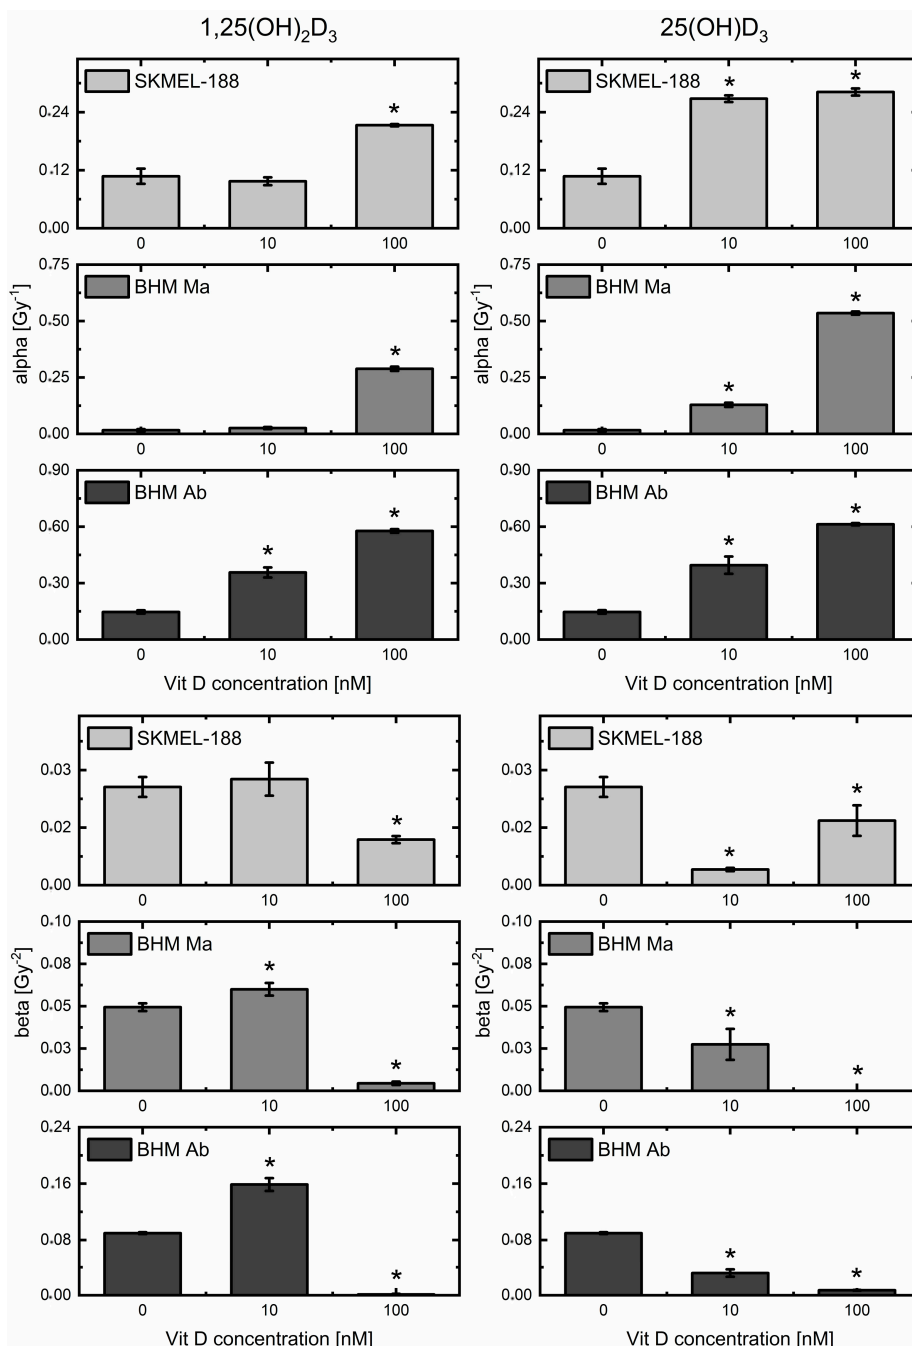 1,25(OH)₂D₃
25(OH)D₃
SKMEL-188
*
0.24
0.12
0.00
0 10 100
SKMEL-188
* *
0.24
0.12
0.00
0 10 100
alpha [Gy⁻¹]
BHM Ma
*
0.75
0.50
0.25
0.00
0 10 100
alpha [Gy⁻¹]
BHM Ma
* *
0.75
0.50
0.25
0.00
0 10 100
BHM Ab
* *
0.90
0.60
0.30
0.00
0 10 100
Vit D concentration [nM]
BHM Ab
* *
0.90
0.60
0.30
0.00
0 10 100
Vit D concentration [nM]
SKMEL-188
*
0.03
0.02
0.00
0 10 100
SKMEL-188
* *
0.03
0.02
0.00
0 10 100
beta [Gy⁻²]
BHM Ma
* *
0.10
0.08
0.05
0.03
0.00
0 10 100
beta [Gy⁻²]
BHM Ma
* *
0.10
0.08
0.05
0.03
0.00
0 10 100
BHM Ab
* *
0.24
0.16
0.08
0.00
0 10 100
Vit D concentration [nM]
BHM Ab
* *
0.24
0.16
0.08
0.00
0 10 100
Vit D concentration [nM]